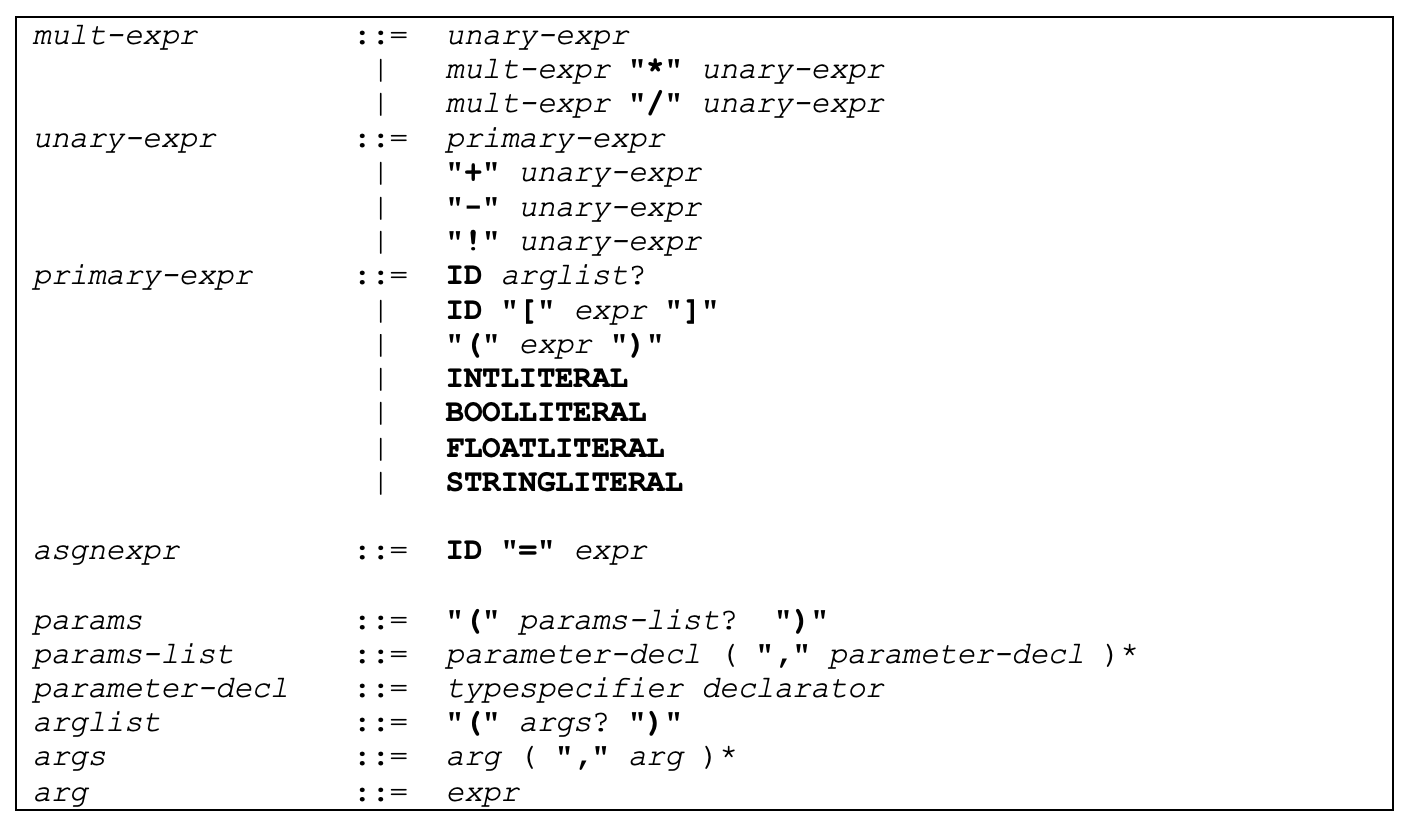 mult-expr ::= unary-expr
| mult-expr "*" unary-expr
| mult-expr "/" unary-expr
unary-expr ::= primary-expr
| "+" unary-expr
| "-" unary-expr
| "!" unary-expr
primary-expr ::= ID arglist?
| ID "[" expr "]"
| "(" expr ")"
| INTLITERAL
| BOOLLITERAL
| FLOATLITERAL
| STRINGLITERAL
asgnexpr ::= ID "=" expr
params ::= "(" params-list? ")"
params-list ::= parameter-decl ( "," parameter-decl )*
parameter-decl ::= typespecifier declarator
arglist ::= "(" args? ")"
args ::= arg ( "," arg )*
arg ::= expr